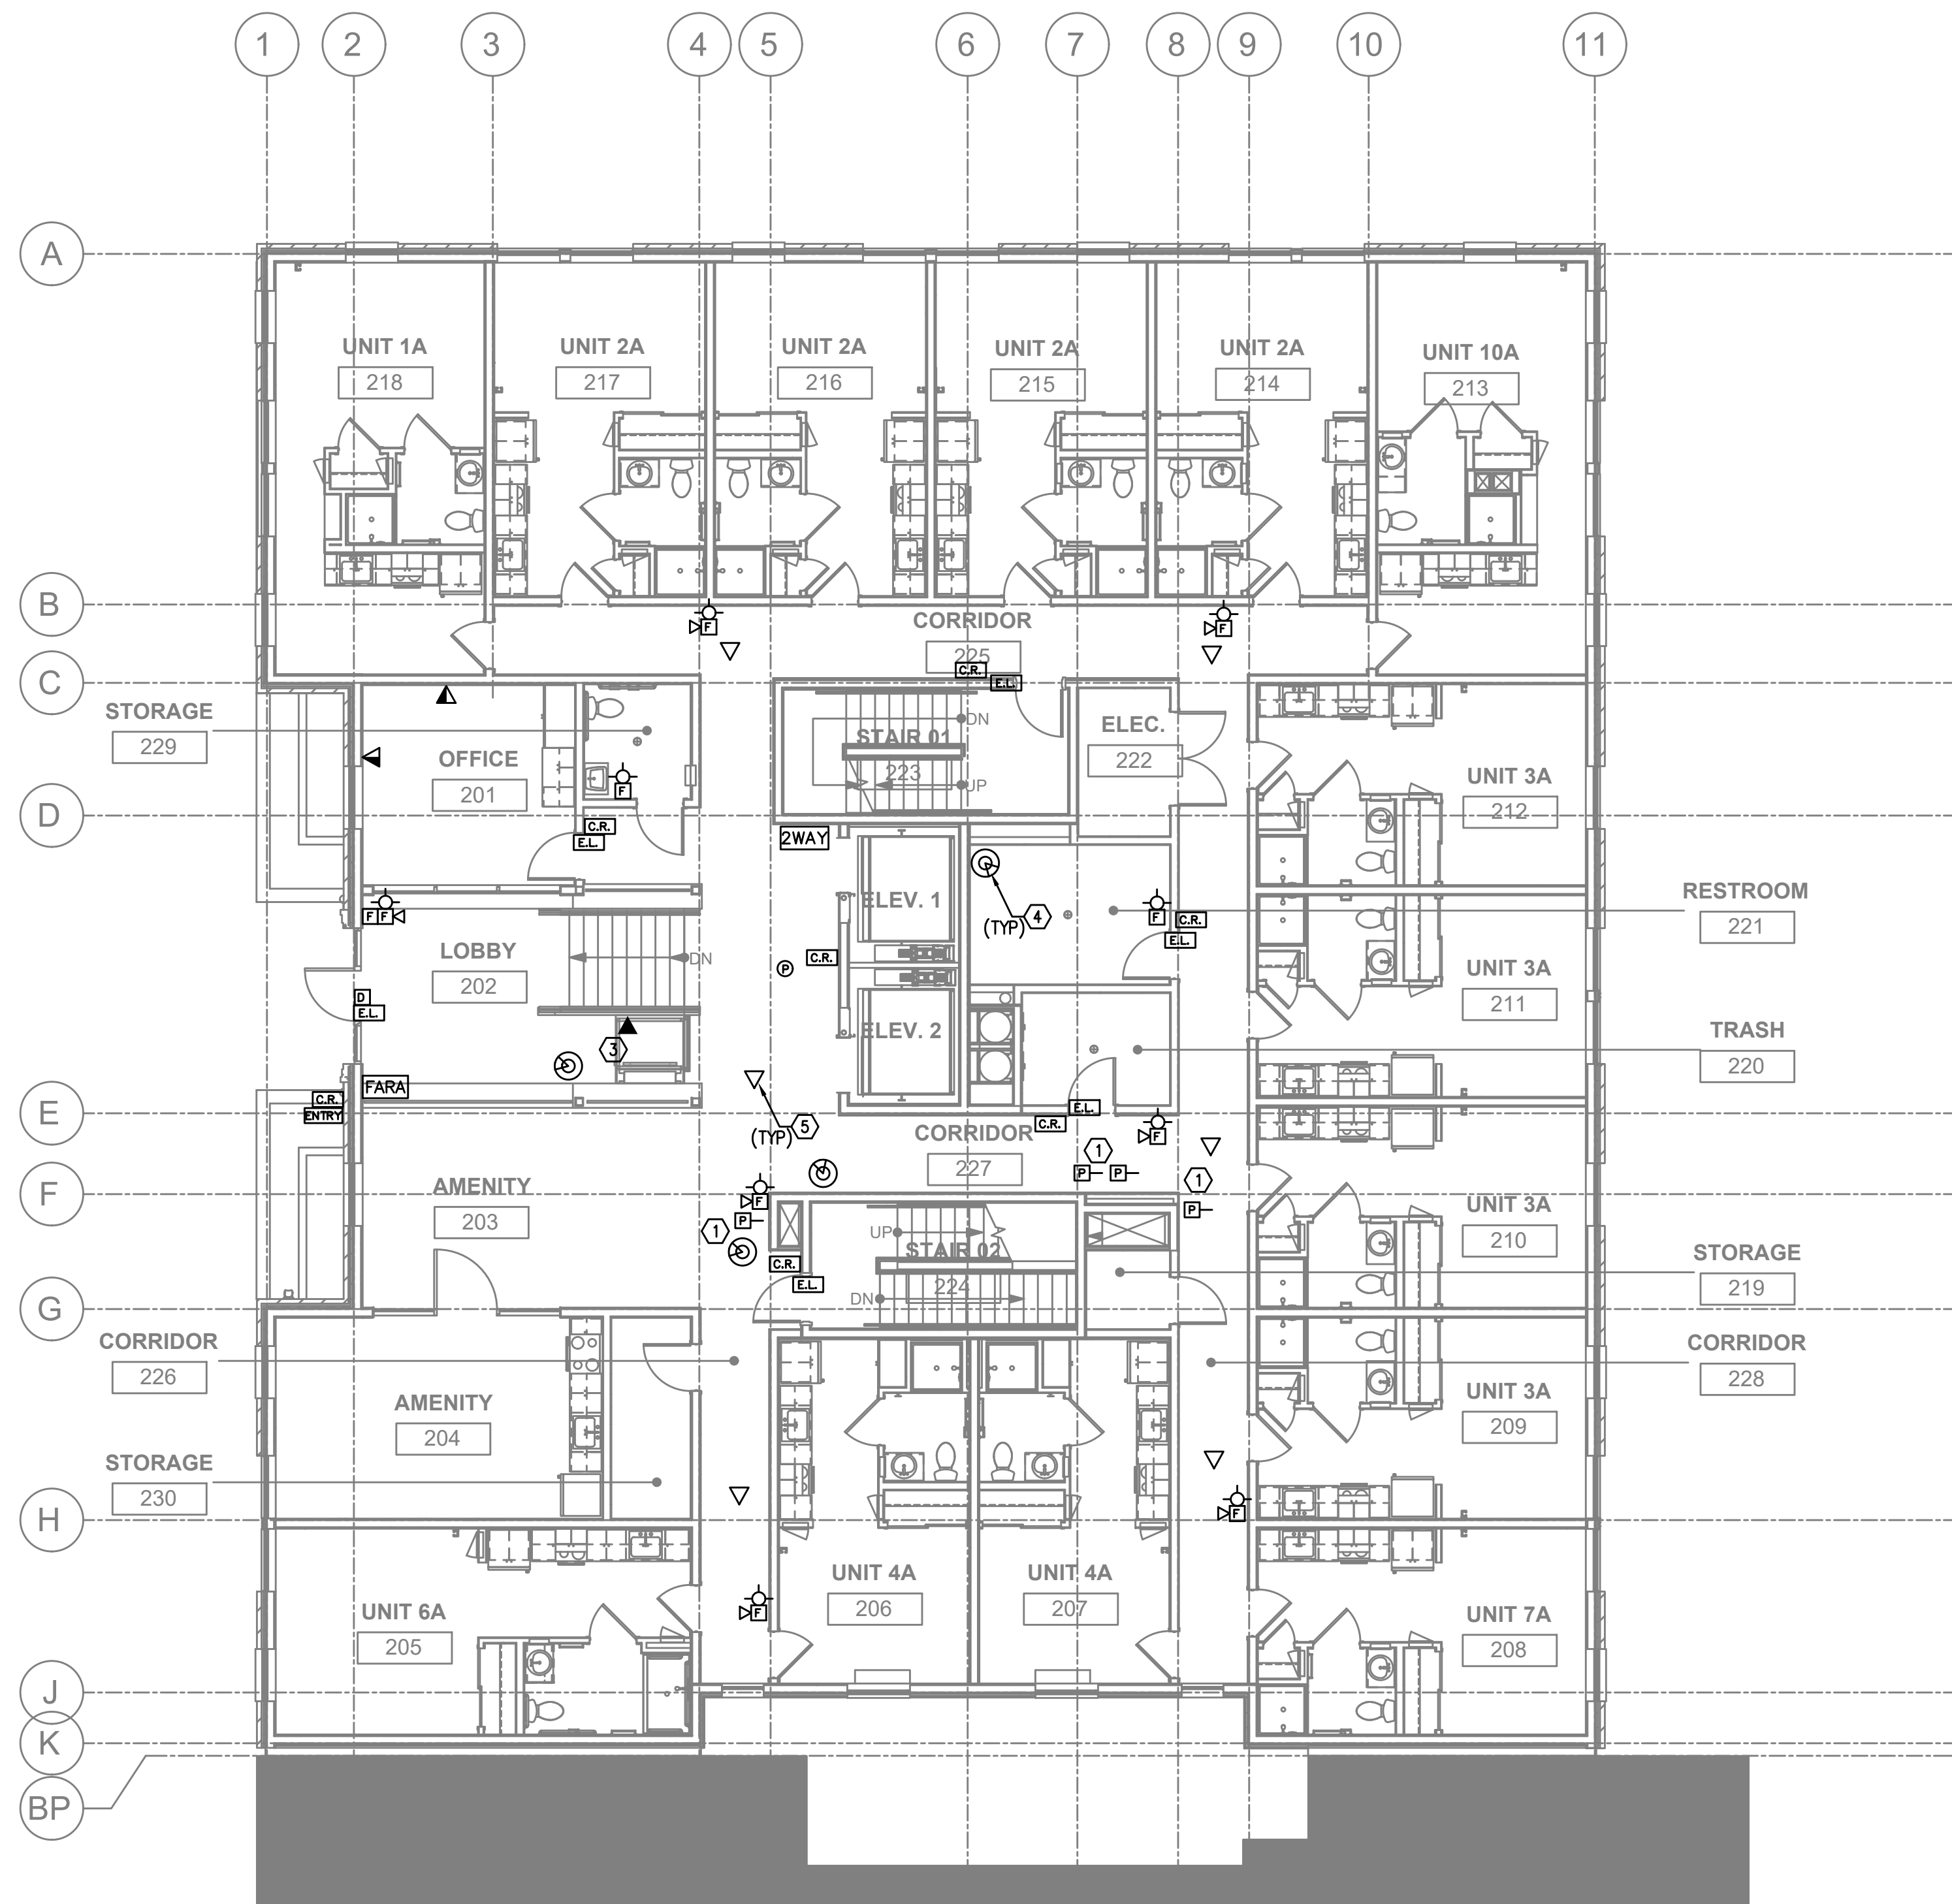 1 2 3 4 5 6 7 8 9 10 11
A
UNIT 1A
218
UNIT 2A
217
UNIT 2A
216
UNIT 2A
215
UNIT 2A
214
UNIT 10A
213
B
F
F
CORRIDOR
225
C.R.
E.L.
C
STORAGE
229
OFFICE
201
F
C.R.
E.L.
STAIR 01
223
DN
UP
ELEC.
222
UNIT 3A
212
D
2WAY
ELEV. 1
4
(TYP)
F
C.R.
E.L.
RESTROOM
221
F F
LOBBY
202
DN
C.R.
P
UNIT 3A
211
D
E.L.
ELEV. 2
3
TRASH
220
FARA
C.R.
ENTRY
E
5
(TYP)
CORRIDOR
227
E.L.
C.R.
F
1
P P
1
P
F
AMENITY
203
F
P
1
C.R.
E.L.
UP
STAIR 02
224
DN
UNIT 3A
210
STORAGE
219
G
CORRIDOR
226
AMENITY
204
UNIT 3A
209
CORRIDOR
228
STORAGE
230
H
F
UNIT 6A
205
F
UNIT 4A
206
UNIT 4A
207
UNIT 7A
208
J
K
BP